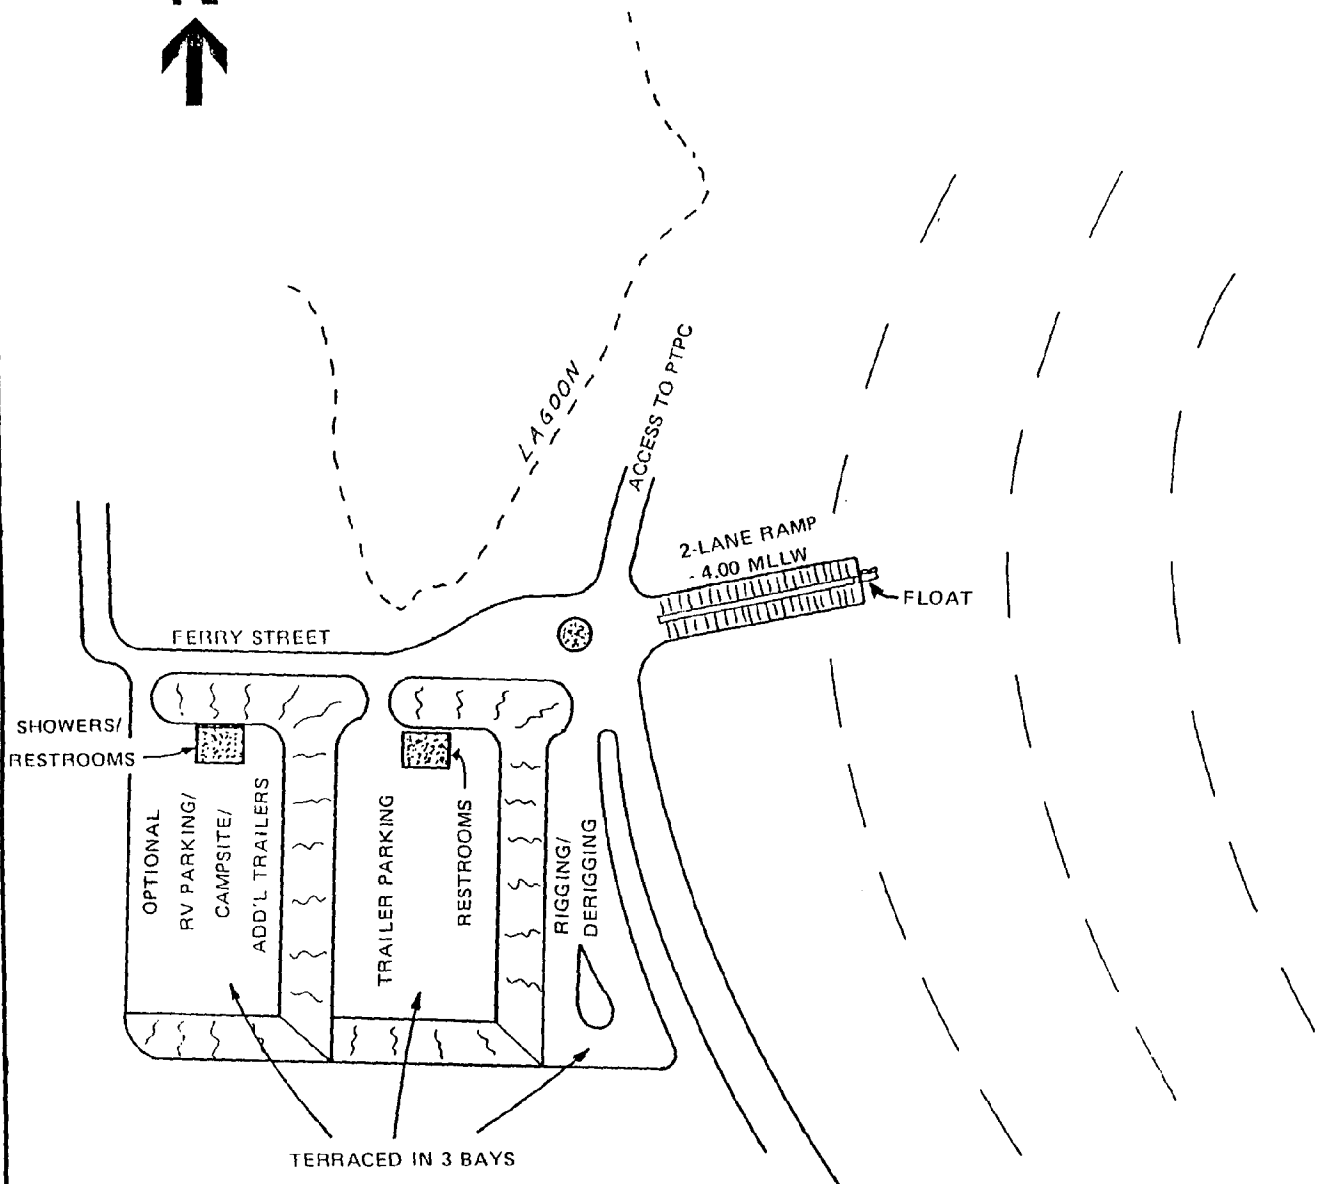 LAGOON
ACCESS TO PTPC
2-LANE RAMP
- 4.00 MLLW
FLOAT
FERRY STREET
SHOWERS/
RESTROOMS
OPTIONAL
RV PARKING/
CAMPSITE/
ADD'L TRAILERS
TRAILER PARKING
RESTROOMS
RIGGING/
DERIGGING
TERRACED IN 3 BAYS